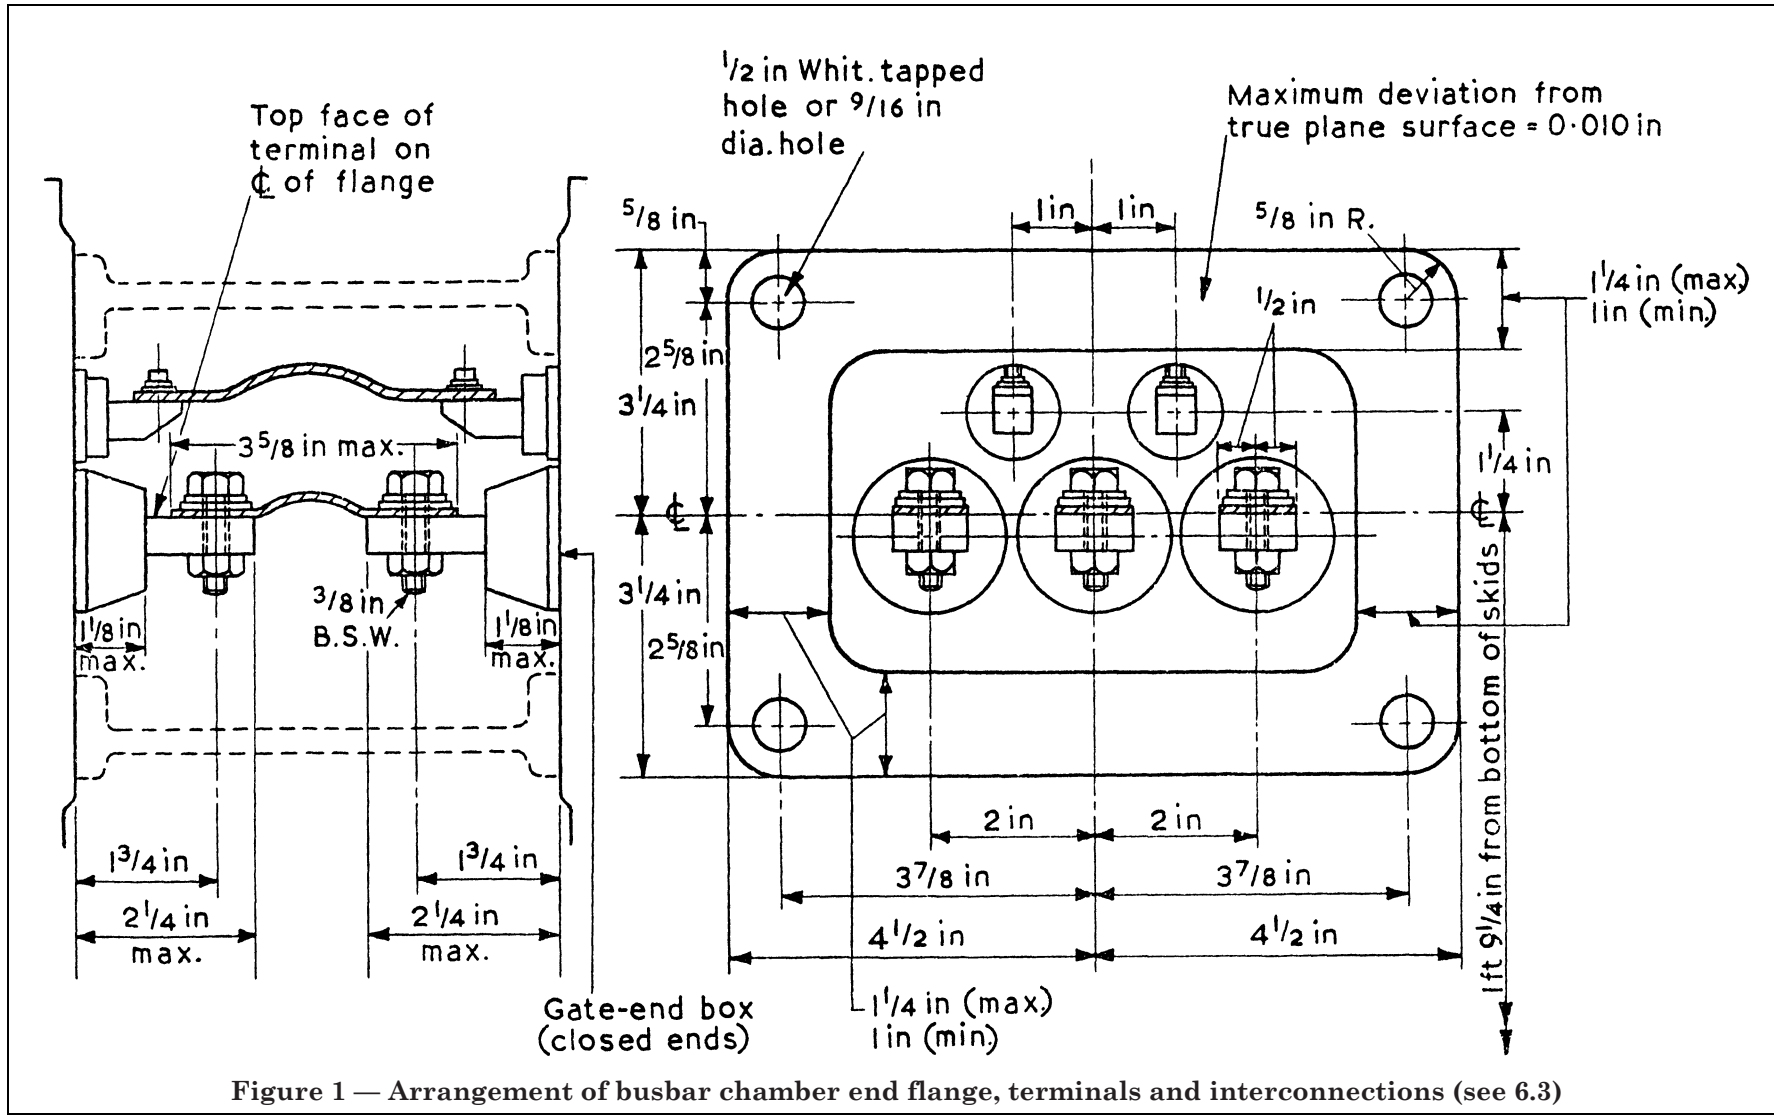 Top face of
terminal on
℄ of flange
1/2 in Whit. tapped
hole or 9/16 in
dia. hole
Maximum deviation from
true plane surface = 0·010 in
5/8 in
1 in
1 in
5/8 in R.
1 1/4 in (max.)
1 in (min.)
1/2 in
2 5/8 in
3 1/4 in
3 5/8 in max.
1 1/4 in
℄
℄
3 1/4 in
2 5/8 in
3/8 in
B.S.W.
1 1/8 in
max.
1 1/8 in
max.
1 ft 9 1/4 in from bottom of skids
2 in
2 in
1 3/4 in
1 3/4 in
3 7/8 in
3 7/8 in
2 1/4 in
max.
2 1/4 in
max.
4 1/2 in
4 1/2 in
Gate-end box
(closed ends)
1 1/4 in (max.)
1 in (min.)
Figure 1 — Arrangement of busbar chamber end flange, terminals and interconnections (see 6.3)